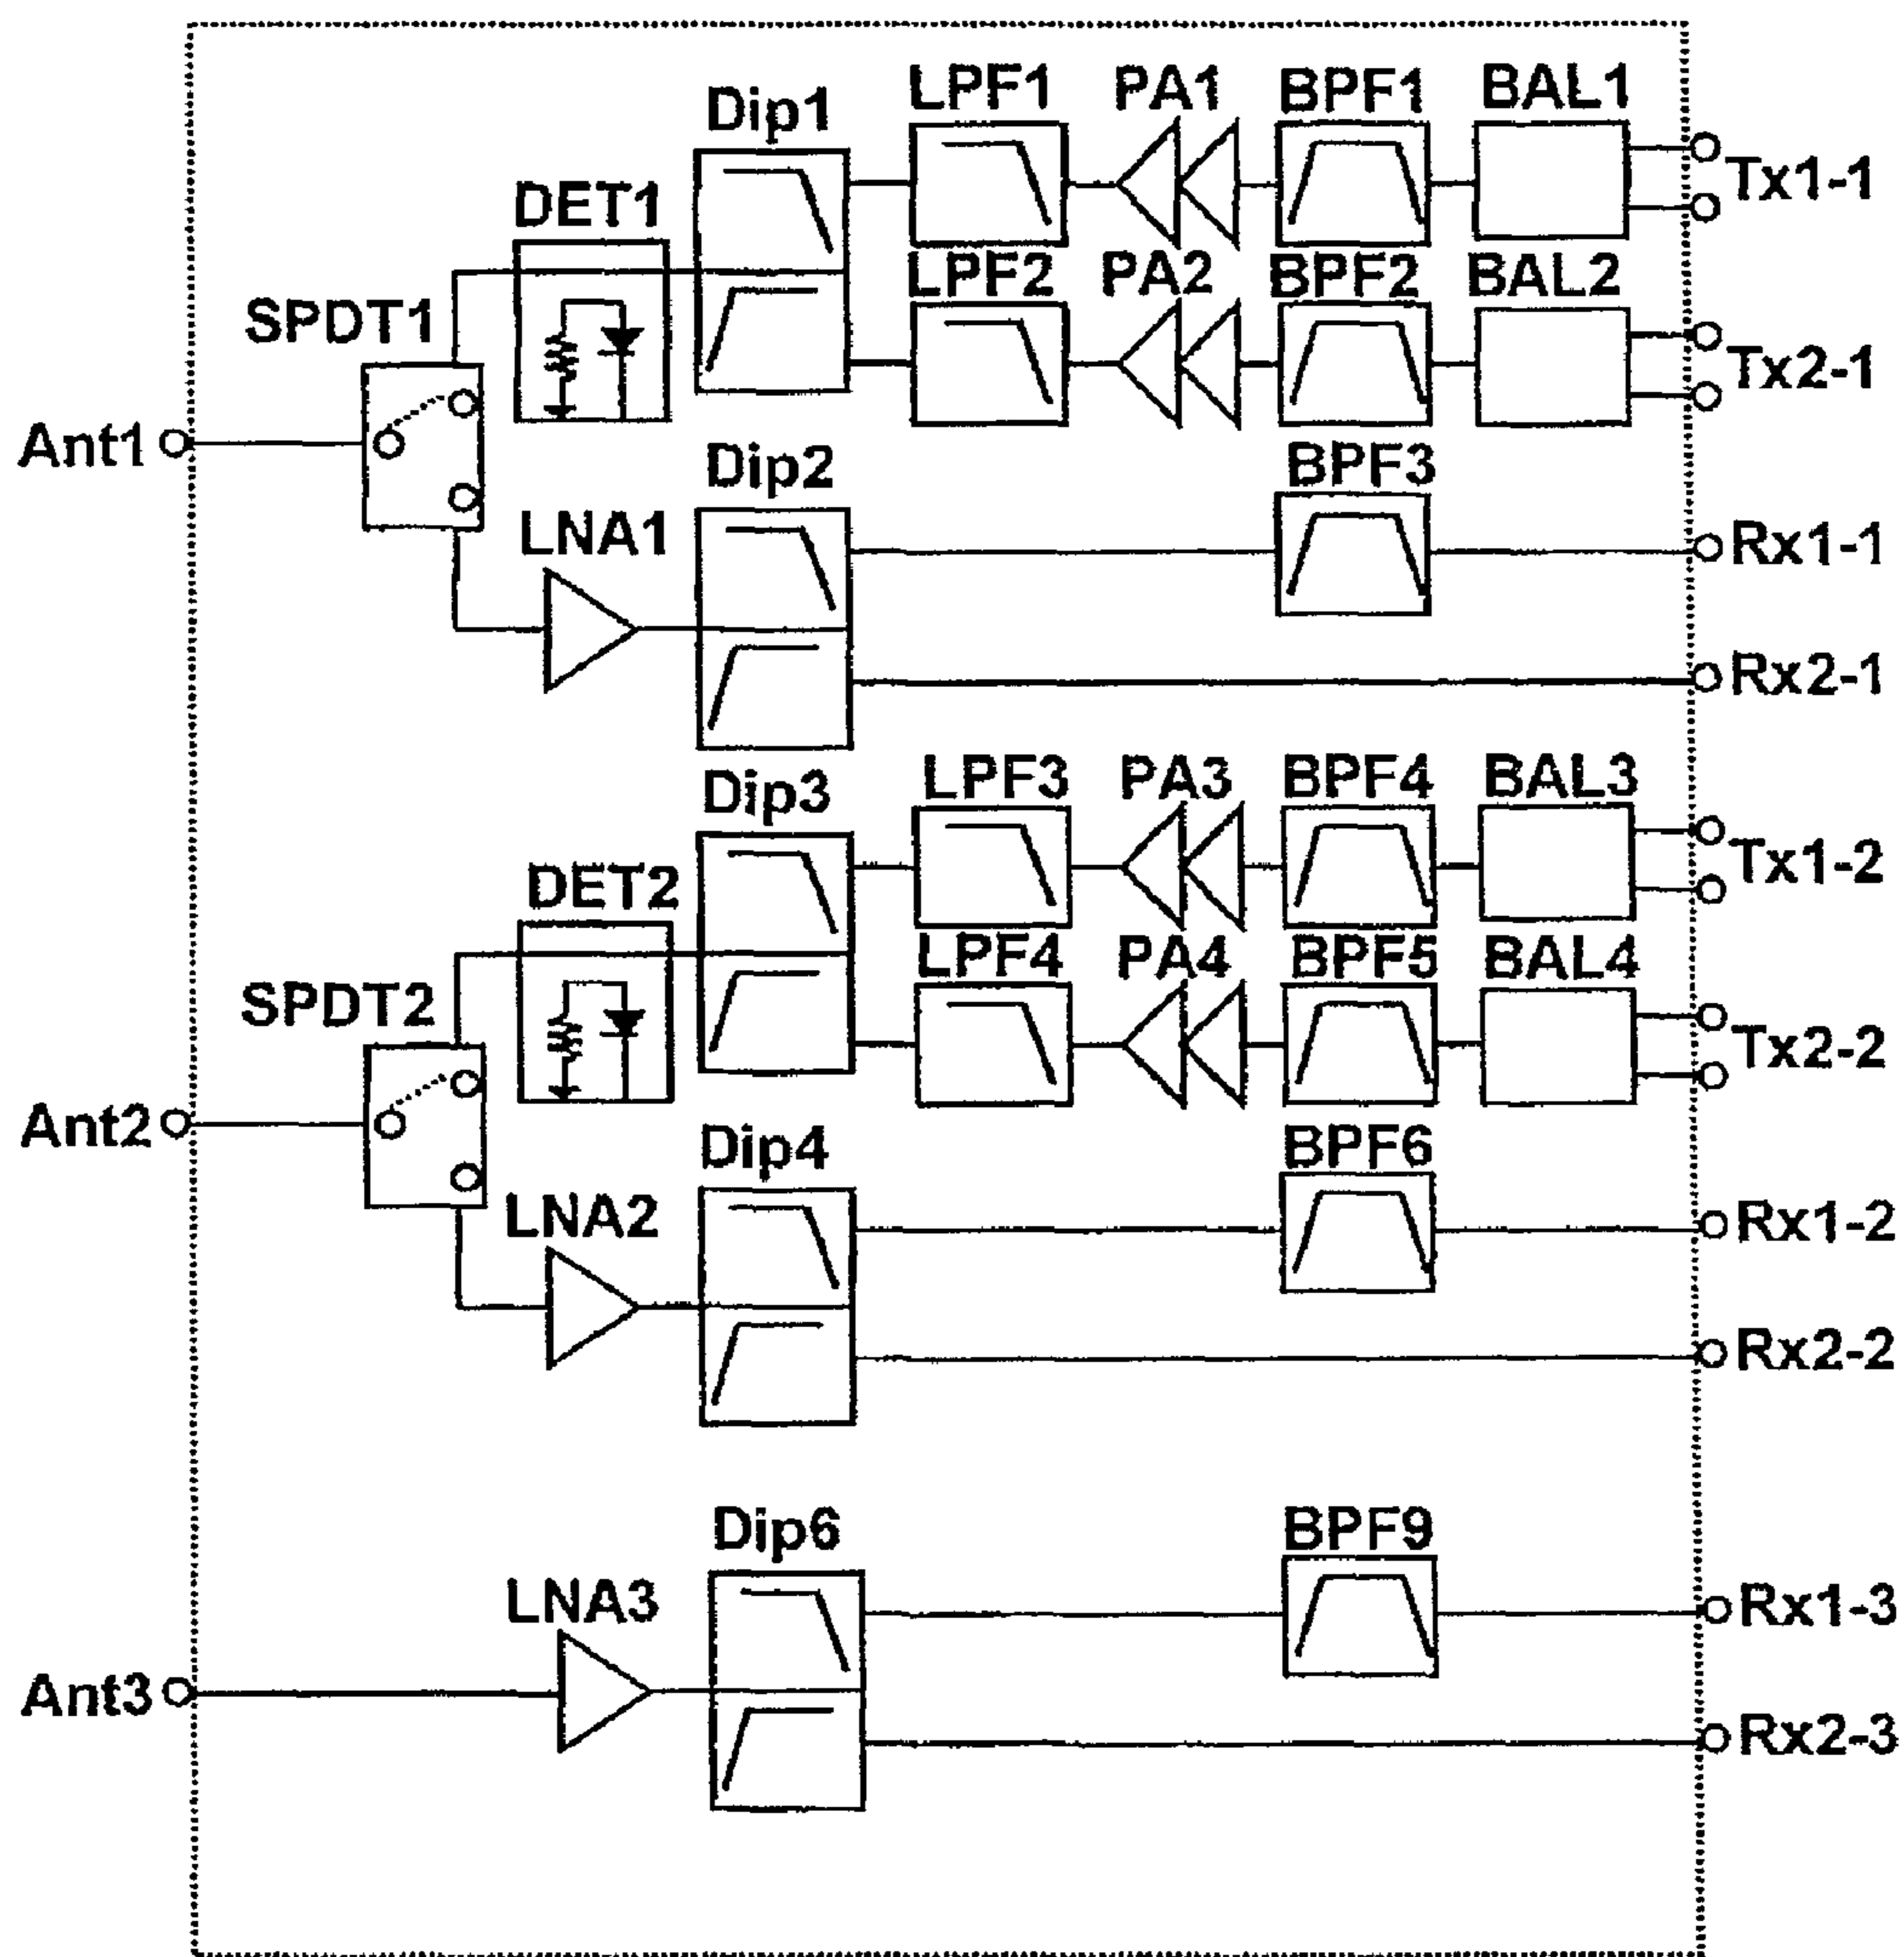 LPF1 PA1 BPF1 BAL1
Dip1
DET1
Tx1-1
LPF2 PA2 BPF2 BAL2
SPDT1
Tx2-1
Ant1
Dip2
BPF3
LNA1
Rx1-1
Rx2-1
LPF3 PA3 BPF4 BAL3
Dip3
DET2
Tx1-2
LPF4 PA4 BPF5 BAL4
SPDT2
Tx2-2
Ant2
Dip4
BPF6
LNA2
Rx1-2
Rx2-2
Dip6
BPF9
LNA3
Rx1-3
Ant3
Rx2-3